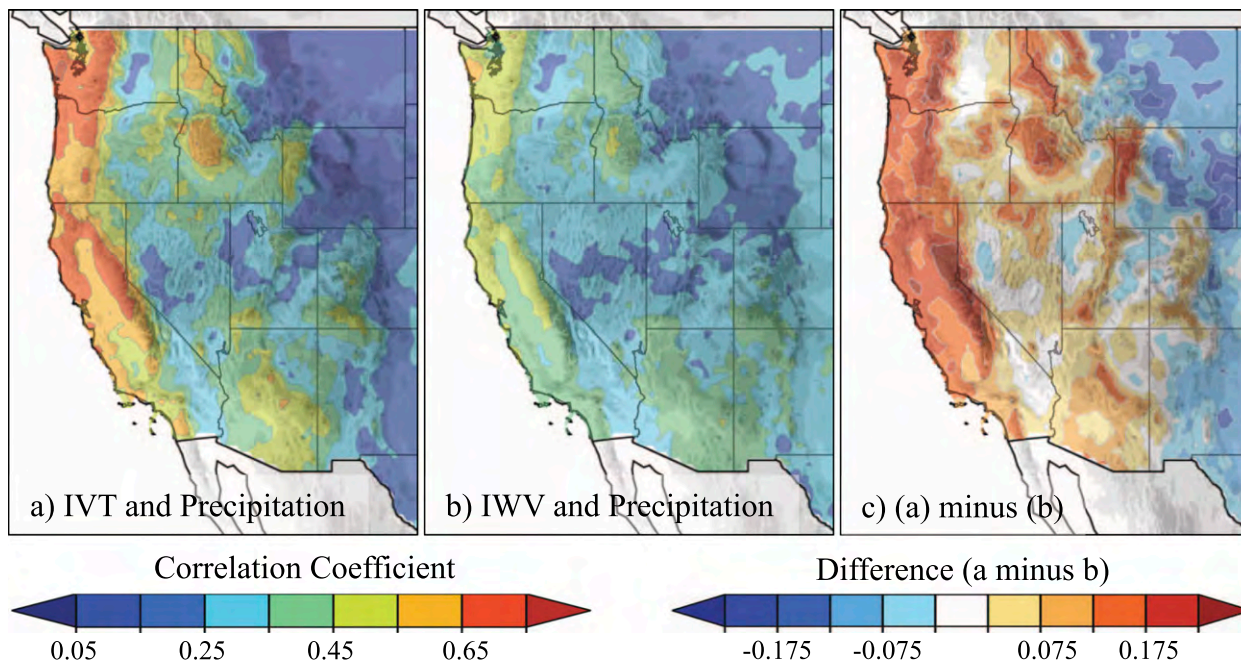 a) IVT and Precipitation
b) IWV and Precipitation
c) (a) minus (b)
Correlation Coefficient
0.05 0.25 0.45 0.65
Difference (a minus b)
-0.175 -0.075 0.075 0.175